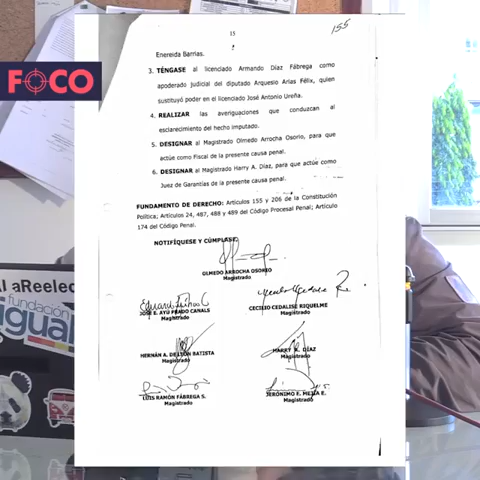 FOCO
155
15
Enereida Barrias.
3. TÉNGASE al licenciado Armando Díaz Fábrega como
apoderado judicial del diputado Arquesio Arias Félix, quien
sustituyó poder en el licenciado José Antonio Ureña.
4. REALIZAR las averiguaciones que conduzcan al
esclarecimiento del hecho imputado.
5. DESIGNAR al Magistrado Olmedo Arrocha Osorio, para que
actúe como Fiscal de la presente causa penal.
6. DESIGNAR al Magistrado Harry A. Díaz, para que actúe como
Juez de Garantías de la presente causa penal.
FUNDAMENTO DE DERECHO: Artículos 155 y 206 de la Constitución
Política; Artículos 24, 487, 488 y 489 del Código Procesal Penal; Artículo
174 del Código Penal.
NOTIFÍQUESE Y CÚMPLASE,
OLMEDO ARROCHA OSORIO
Magistrado
JOSÉ E. AYÚ PRADO CANALS
Magistrado
CECILIO CEDALISE RIQUELME
Magistrado
HERNÁN A. DE LEÓN BATISTA
Magistrado
HARRY A. DÍAZ
Magistrado
LUIS RAMÓN FÁBREGA S.
Magistrado
JERÓNIMO E. MEJÍA E.
Magistrado
al aReelec
fundación
igual